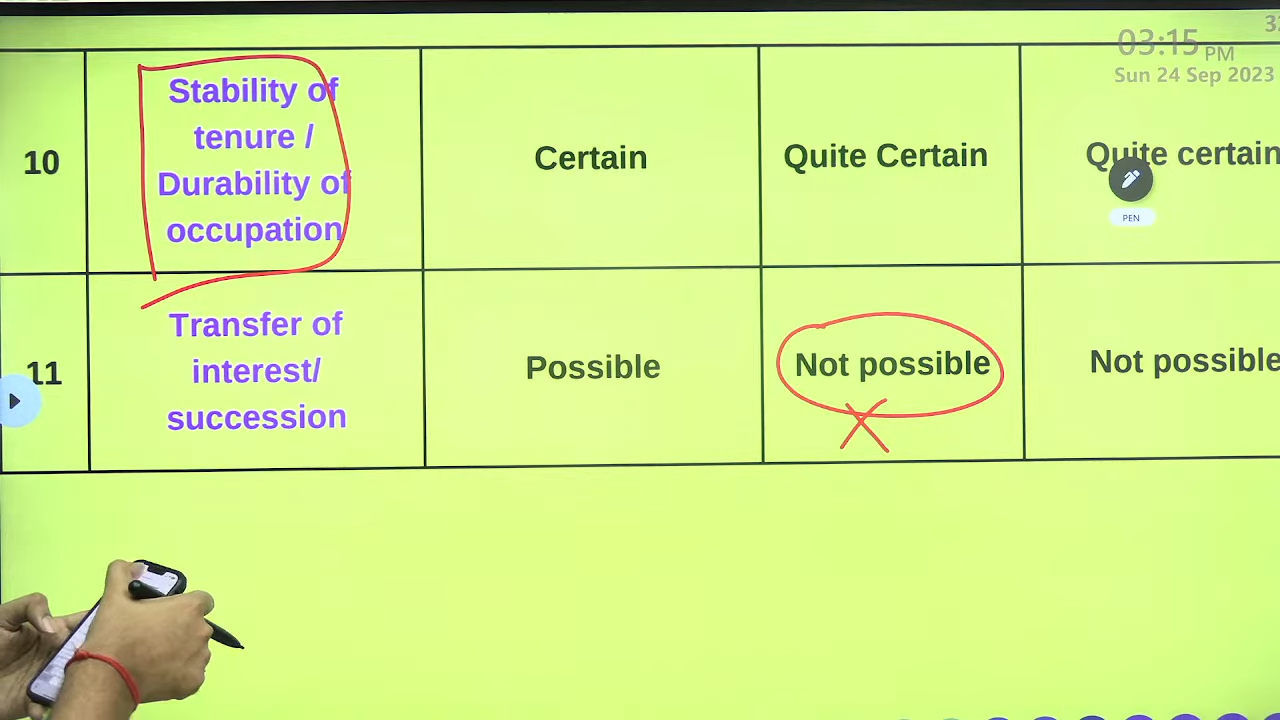 32
03:15 PM
Sun 24 Sep 2023
10
Stability of
tenure /
Durability of
occupation
Certain
Quite Certain
Quite certain
PEN
11
Transfer of
interest/
succession
Possible
Not possible
Not possible